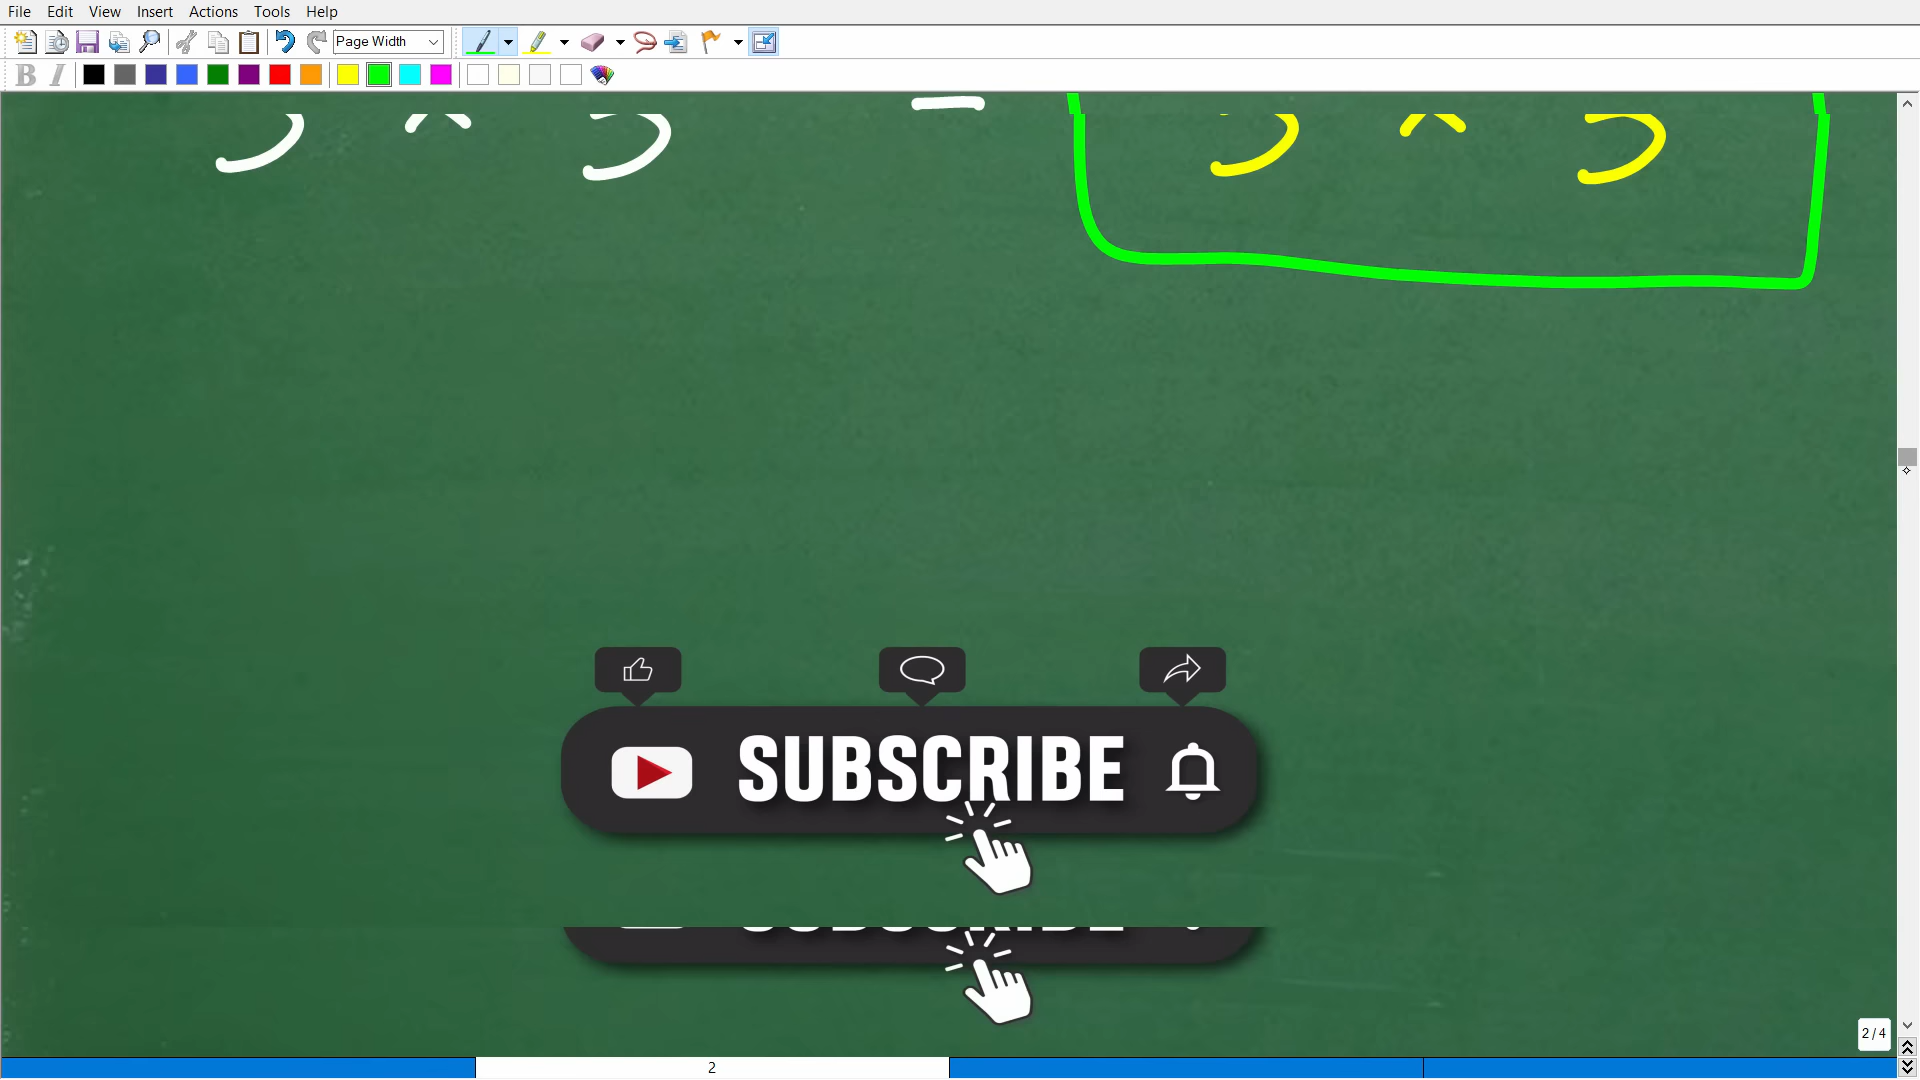 File Edit View Insert Actions Tools Help
Page Width
B I
SUBSCRIBE
2 / 4
2